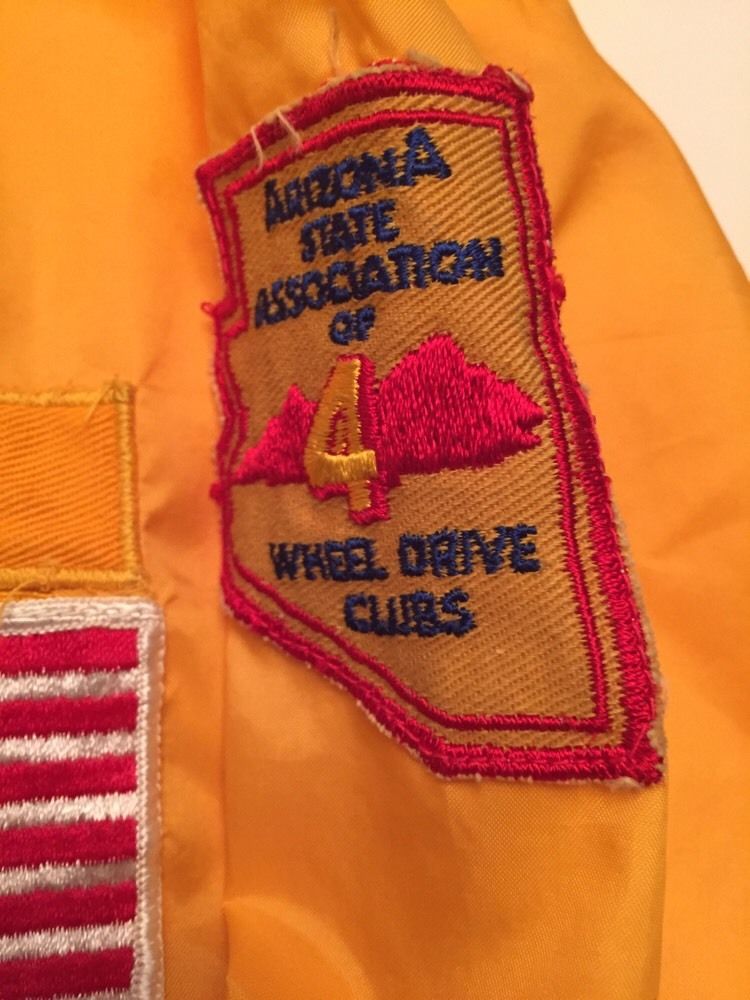 ARIZONA
STATE
ASSOCIATION
OF
4
WHEEL DRIVE
CLUBS